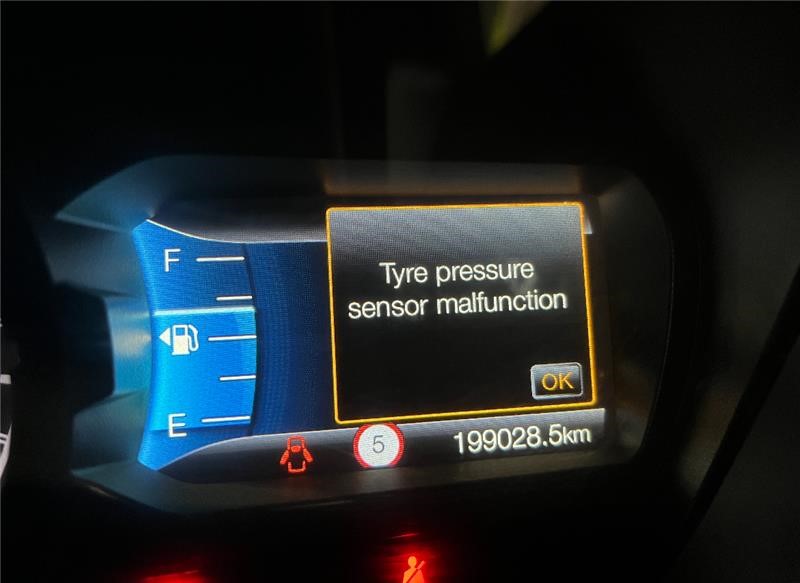 F
Tyre pressure
sensor malfunction
OK
E
5
199028.5km